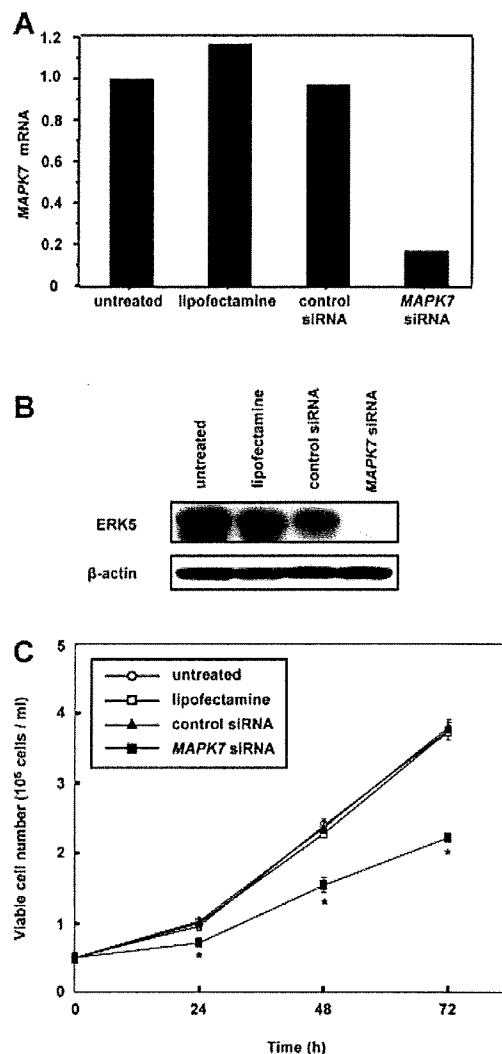 A
1.2
1.0
0.8
0.6
0.4
0.2
0
MAPK7 mRNA
untreated
lipofectamine
control
siRNA
MAPK7
siRNA
B
untreated
lipofectamine
control siRNA
MAPK7 siRNA
ERK5
β-actin
C
5
4
3
2
1
0
Viable cell number (10⁵ cells / ml)
untreated
lipofectamine
control siRNA
MAPK7 siRNA
*
*
*
0
24
48
72
Time (h)